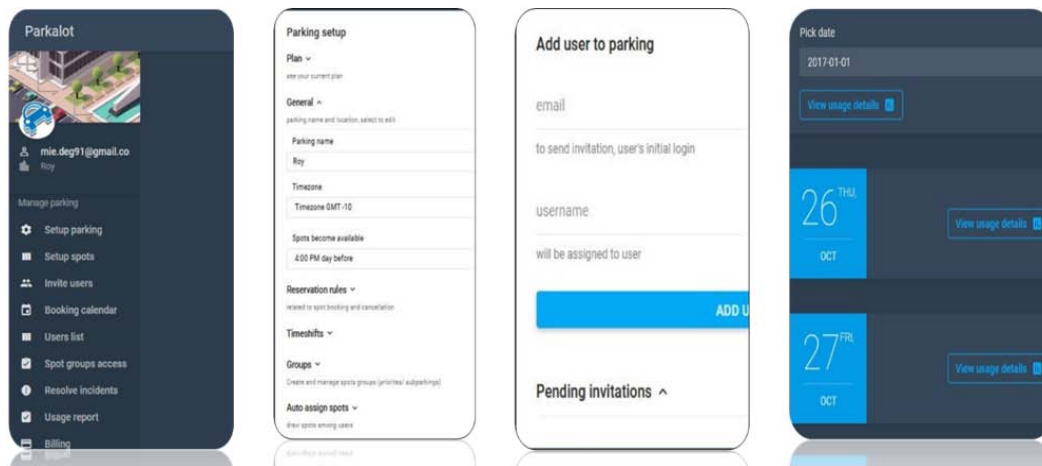 Parkalot
mie.deg91@gmail.co
Roy
Manage parking
Setup parking
Setup spots
Invite users
Booking calendar
Users list
Spot groups access
Resolve incidents
Usage report
Billing
Parking setup
Plan
see your current plan
General
parking name and location, select to edit
Parking name
Roy
Timezone
Timezone GMT -10
Spots become available
4:00 PM day before
Reservation rules
related to spot booking and cancellation
Timeshifts
Groups
Create and manage spots groups (priorities/ subparkings)
Auto assign spots
draw spots among users
Add user to parking
email
to send invitation, user's initial login
username
will be assigned to user
ADD U
Pending invitations
Pick date
2017-01-01
View usage details
26 THU,
OCT
View usage details
27 FRI,
OCT
View usage details